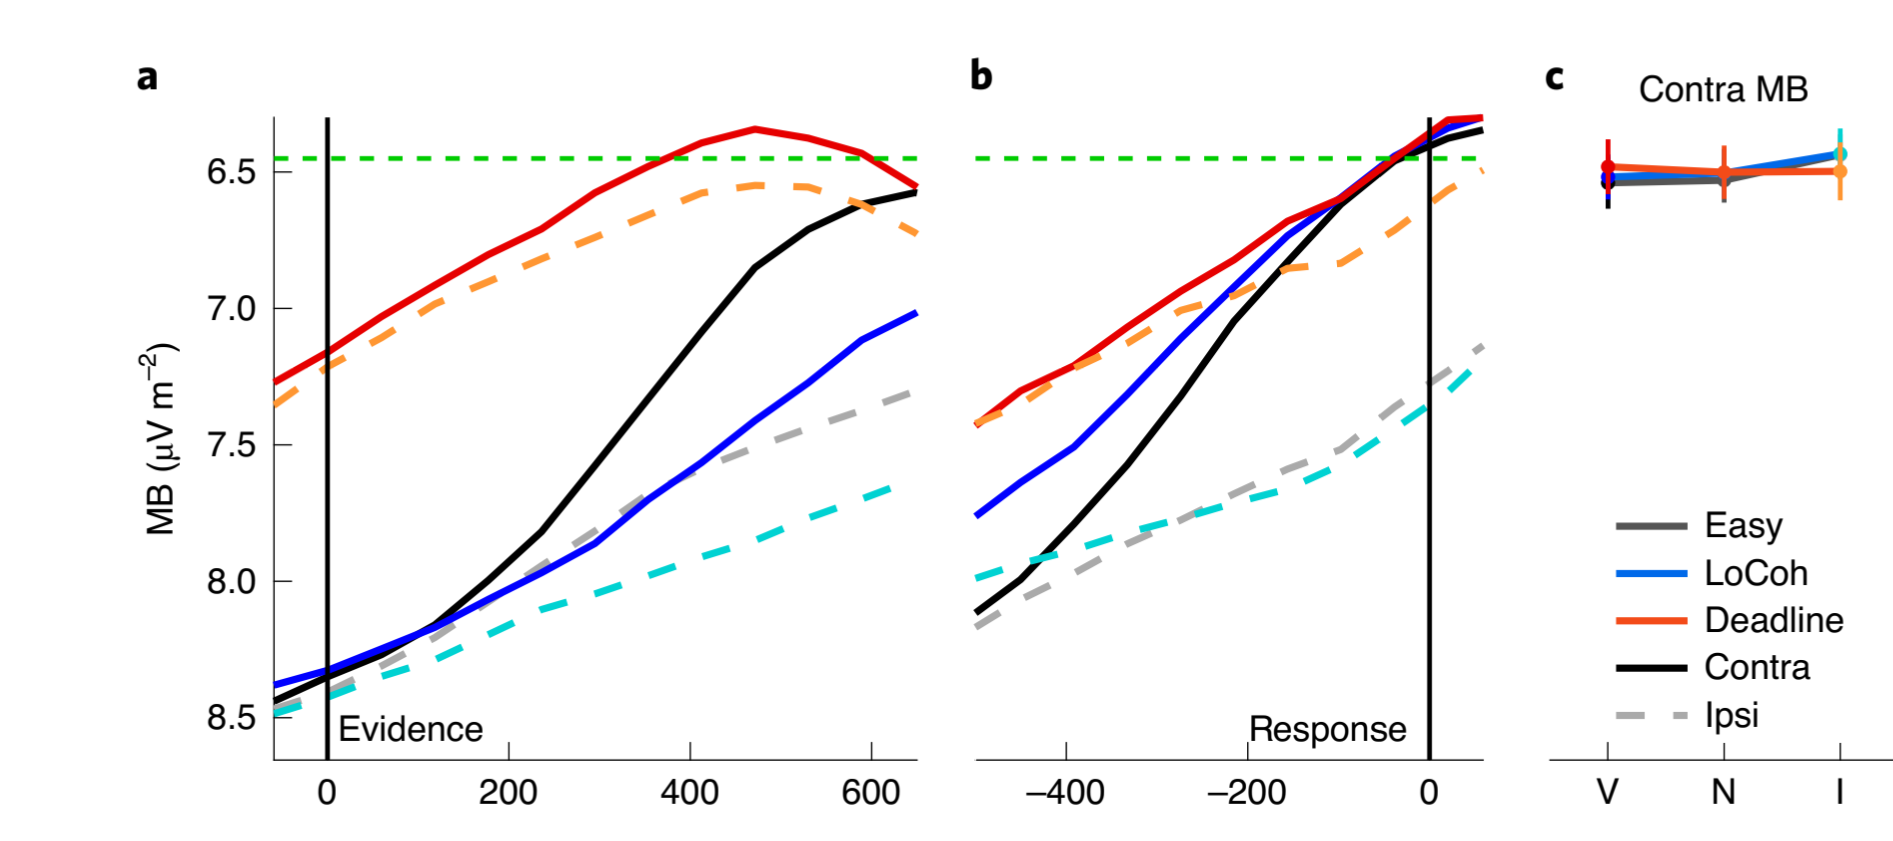 a
b
c
Contra MB
6.5
7.0
7.5
8.0
8.5
MB (μV m⁻²)
Evidence
0
200
400
600
Response
–400
–200
0
Easy
LoCoh
Deadline
Contra
Ipsi
V
N
I